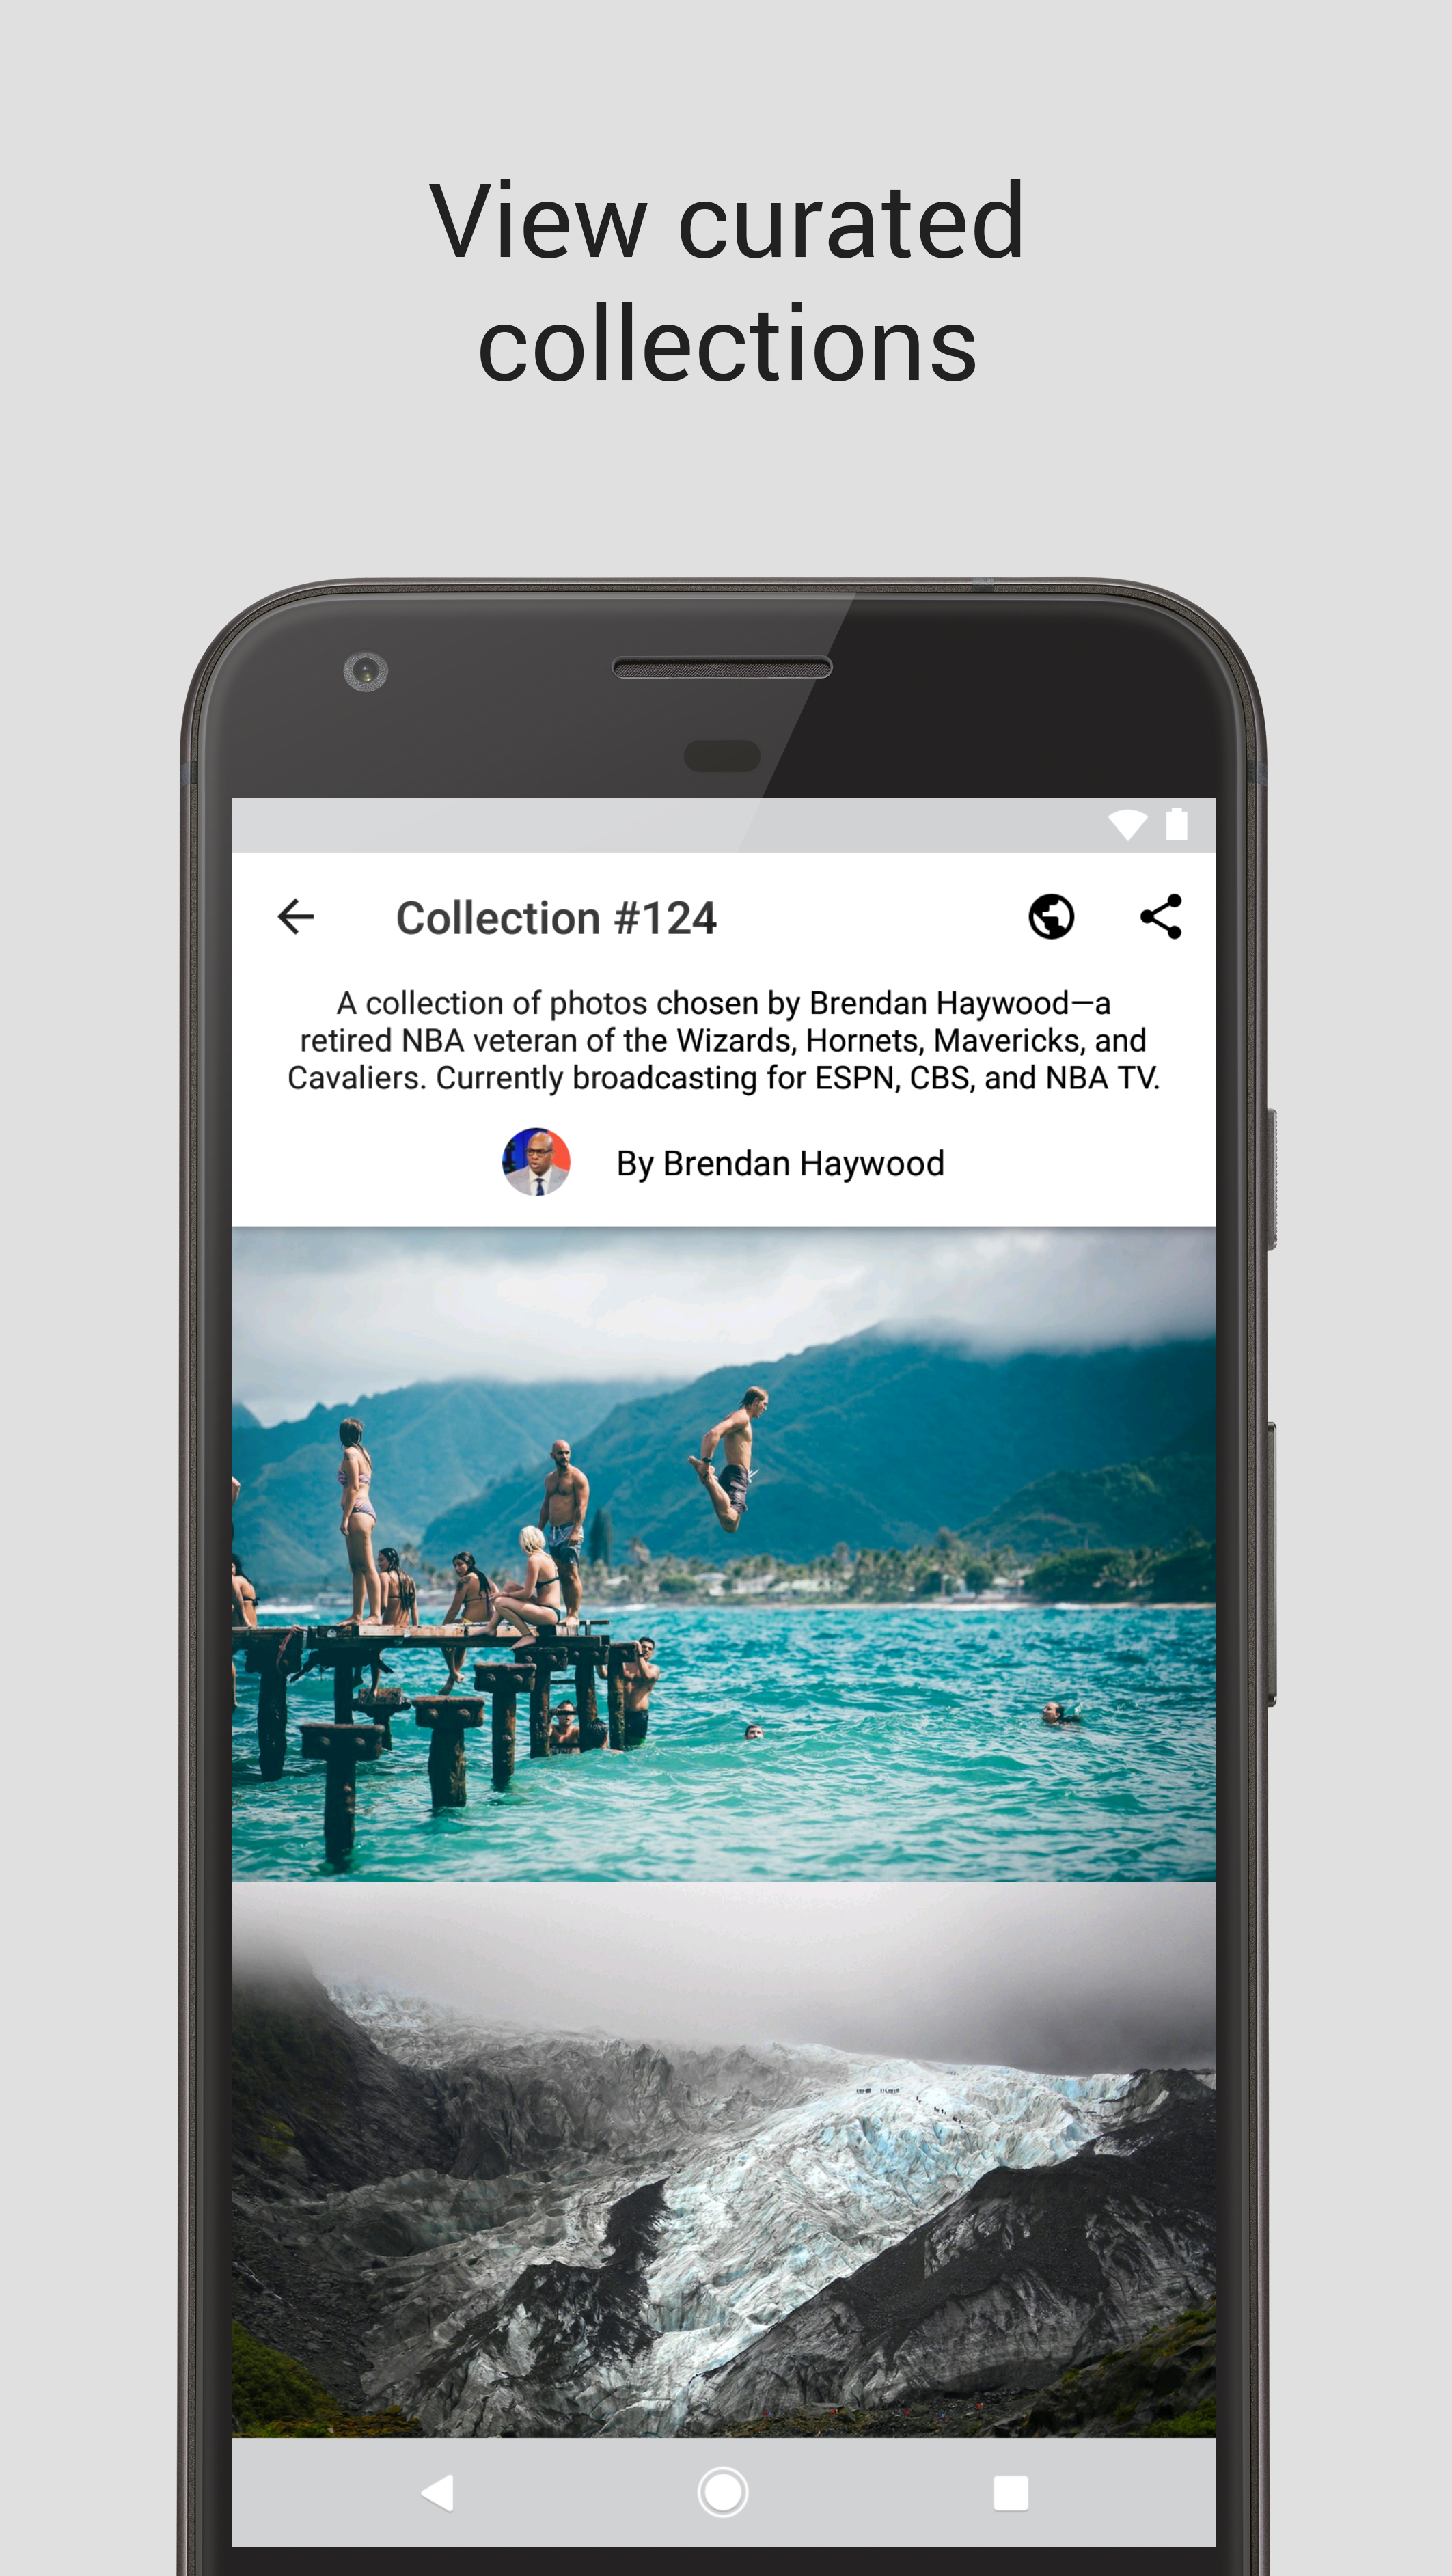 View curated
collections
Collection #124
A collection of photos chosen by Brendan Haywood—a
retired NBA veteran of the Wizards, Hornets, Mavericks, and
Cavaliers. Currently broadcasting for ESPN, CBS, and NBA TV.
By Brendan Haywood